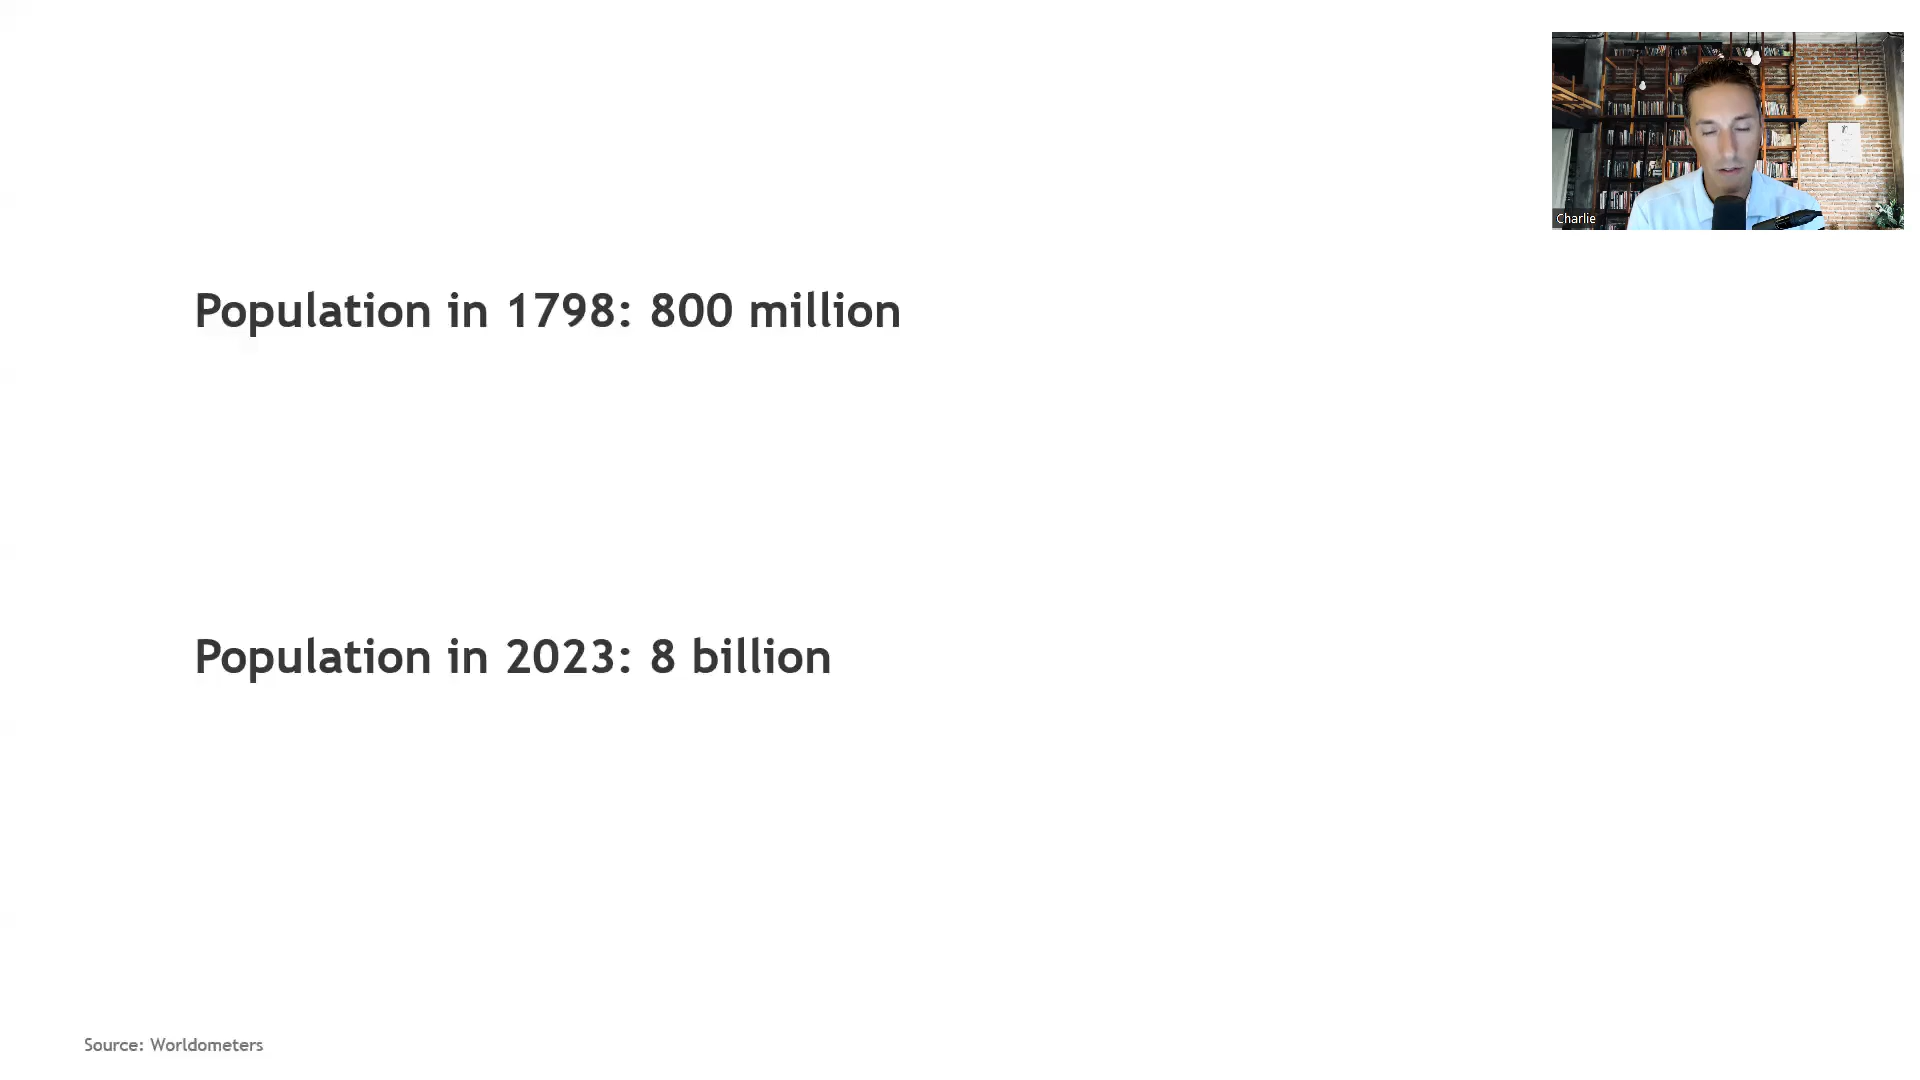 Charlie
Population in 1798: 800 million
Population in 2023: 8 billion
Source: Worldometers